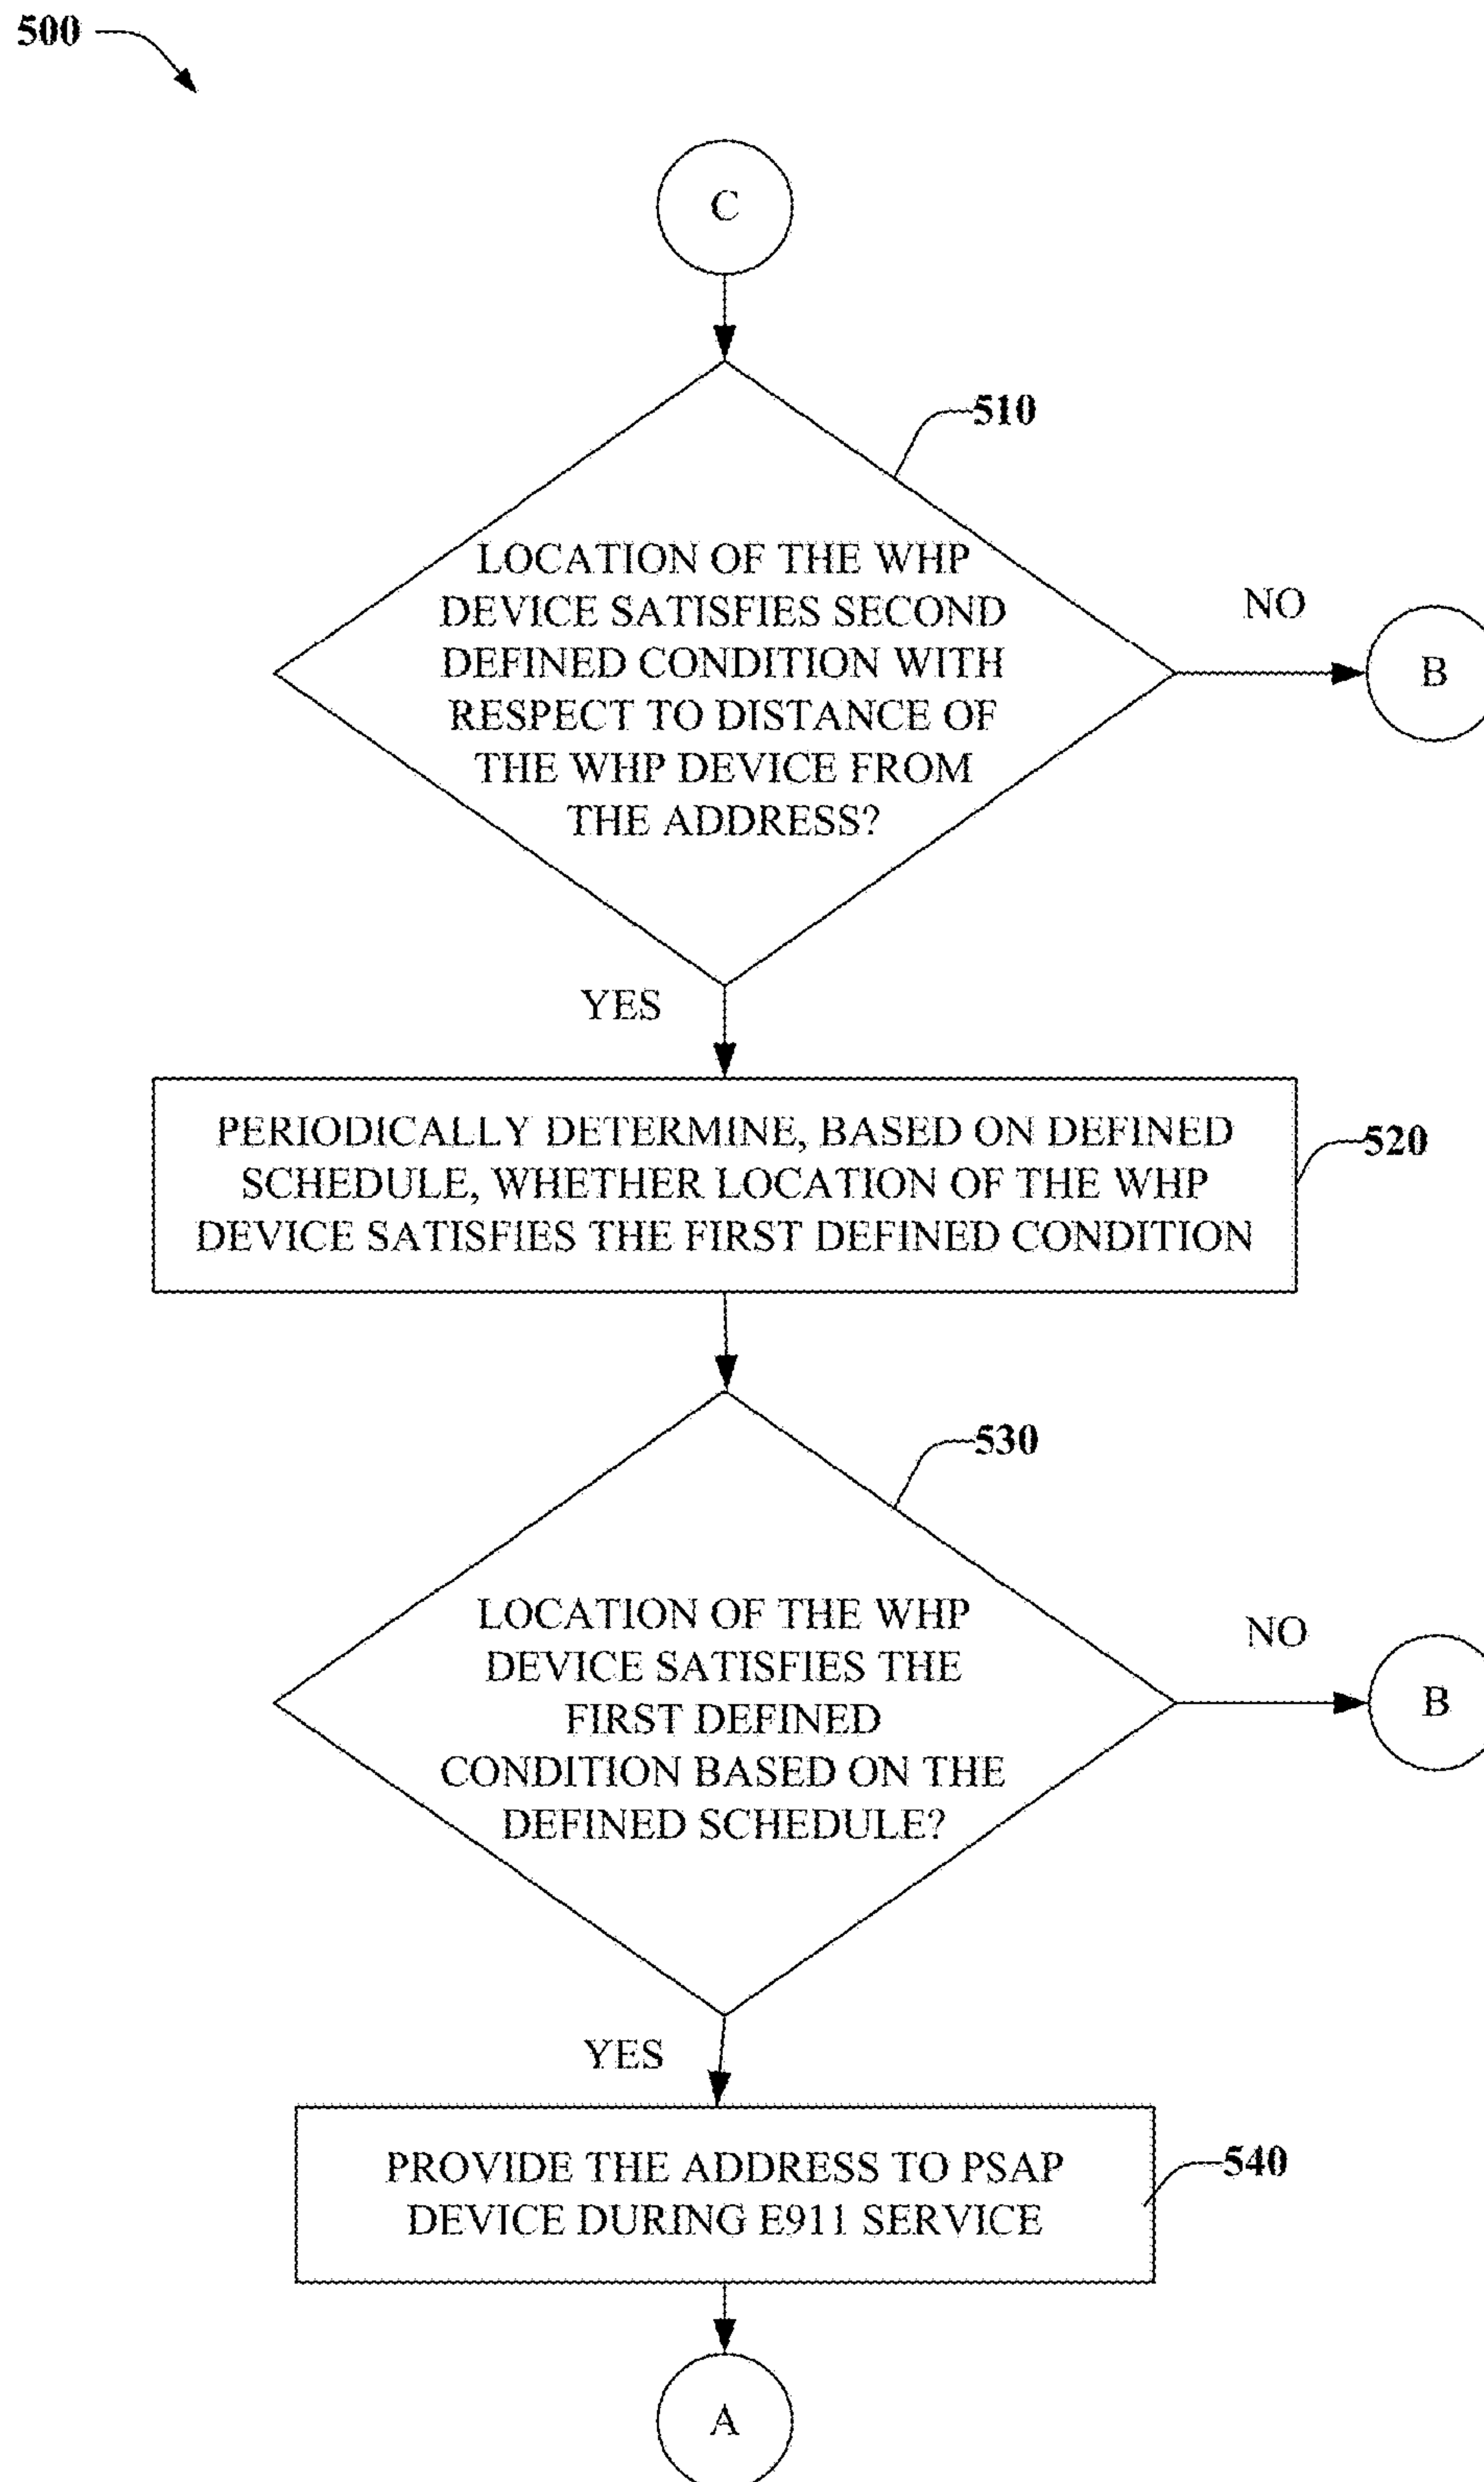 500
C
510
LOCATION OF THE WHP
DEVICE SATISFIES SECOND
DEFINED CONDITION WITH
RESPECT TO DISTANCE OF
THE WHP DEVICE FROM
THE ADDRESS?
NO
B
YES
PERIODICALLY DETERMINE, BASED ON DEFINED
SCHEDULE, WHETHER LOCATION OF THE WHP
DEVICE SATISFIES THE FIRST DEFINED CONDITION
520
530
LOCATION OF THE WHP
DEVICE SATISFIES THE
FIRST DEFINED
CONDITION BASED ON THE
DEFINED SCHEDULE?
NO
B
YES
PROVIDE THE ADDRESS TO PSAP
DEVICE DURING E911 SERVICE
540
A